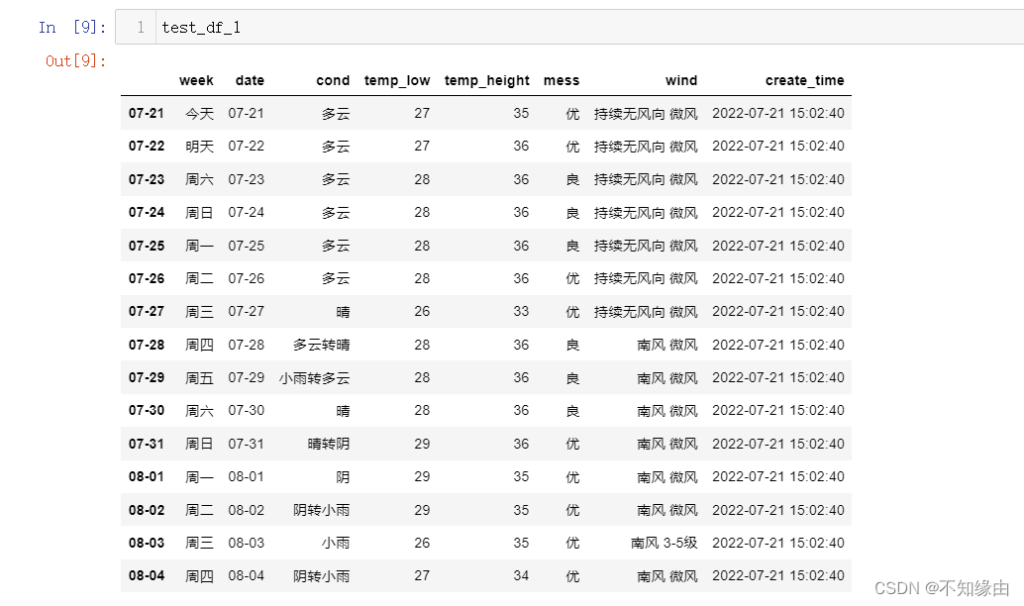 In [9]: 1 test_df_1
Out[9]:
week date cond temp_low temp_height mess wind create_time
07-21 今天 07-21 多云 27 35 优 持续无风向 微风 2022-07-21 15:02:40
07-22 明天 07-22 多云 27 36 优 持续无风向 微风 2022-07-21 15:02:40
07-23 周六 07-23 多云 28 36 良 持续无风向 微风 2022-07-21 15:02:40
07-24 周日 07-24 多云 28 36 良 持续无风向 微风 2022-07-21 15:02:40
07-25 周一 07-25 多云 28 36 良 持续无风向 微风 2022-07-21 15:02:40
07-26 周二 07-26 多云 28 36 优 持续无风向 微风 2022-07-21 15:02:40
07-27 周三 07-27 晴 26 33 优 持续无风向 微风 2022-07-21 15:02:40
07-28 周四 07-28 多云转晴 28 36 良 南风 微风 2022-07-21 15:02:40
07-29 周五 07-29 小雨转多云 28 36 良 南风 微风 2022-07-21 15:02:40
07-30 周六 07-30 晴 28 36 良 南风 微风 2022-07-21 15:02:40
07-31 周日 07-31 晴转阴 29 36 优 南风 微风 2022-07-21 15:02:40
08-01 周一 08-01 阴 29 35 优 南风 微风 2022-07-21 15:02:40
08-02 周二 08-02 阴转小雨 29 35 优 南风 微风 2022-07-21 15:02:40
08-03 周三 08-03 小雨 26 35 优 南风 3-5级 2022-07-21 15:02:40
08-04 周四 08-04 阴转小雨 27 34 优 南风 微风 2022-07-21 15:02:40
CSDN @不知缘由